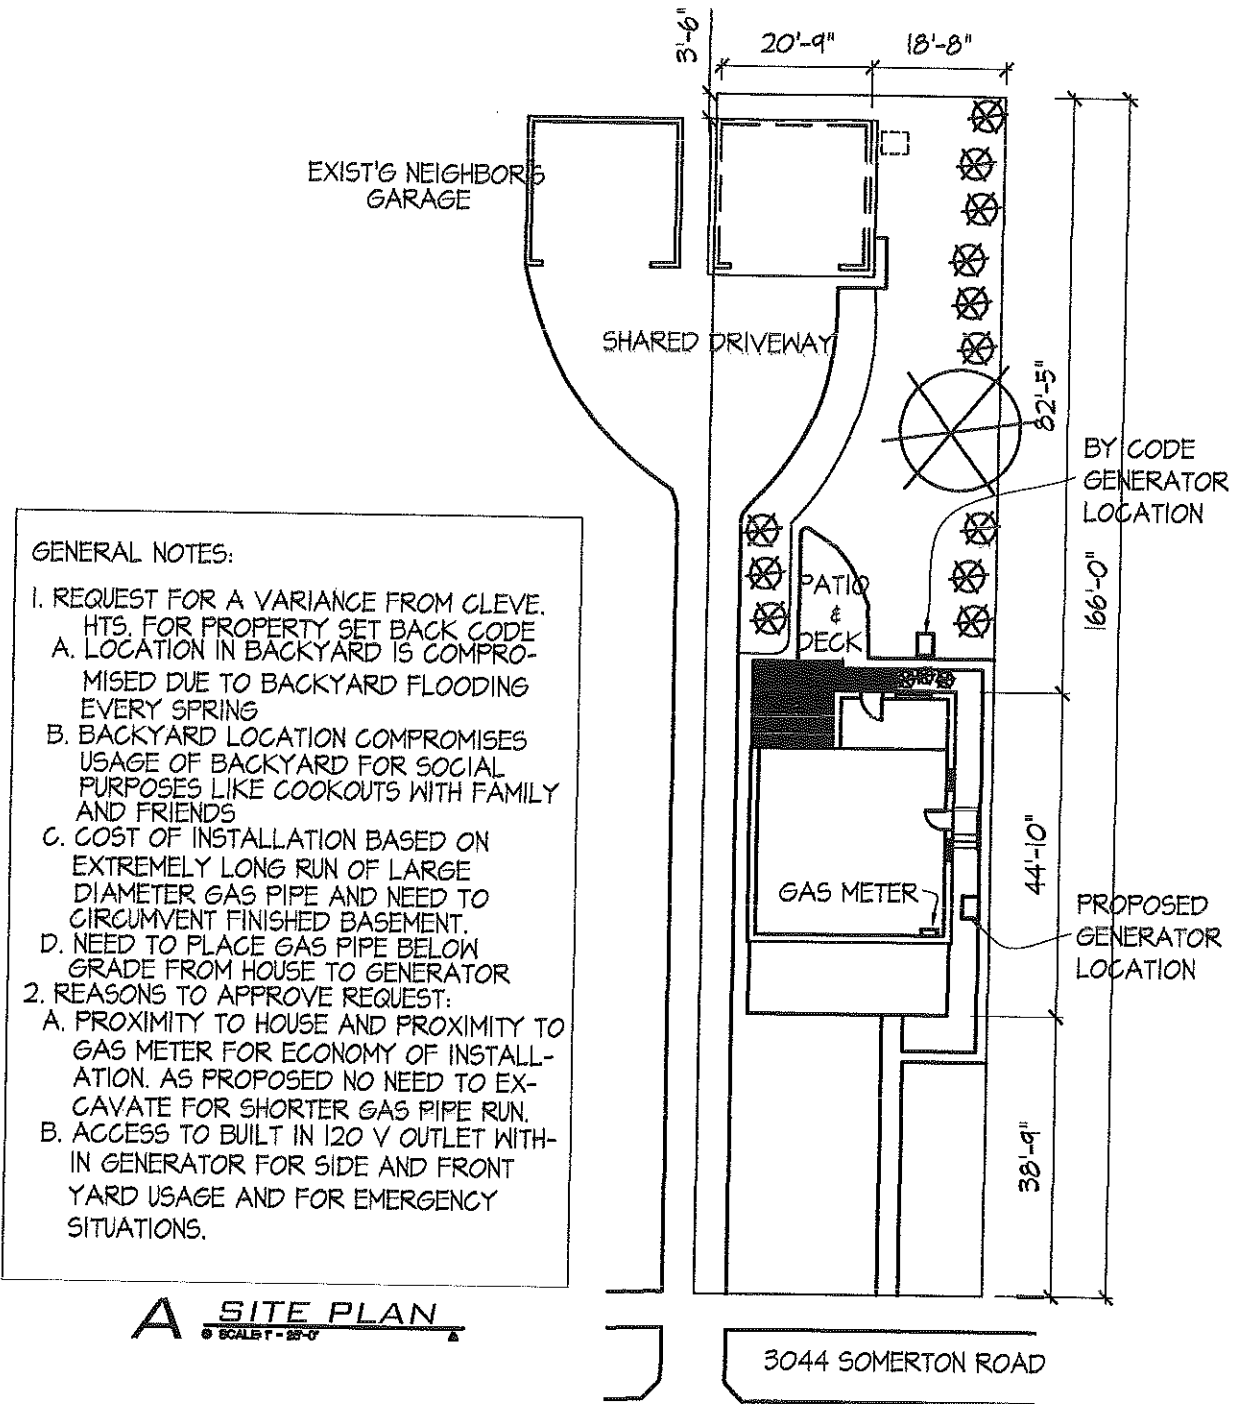 3'-6"
20'-9"
18'-8"
EXIST'G NEIGHBOR'S
GARAGE
SHARED DRIVEWAY
82'-5"
BY CODE
GENERATOR
LOCATION
166'-0"
PATIO
&
DECK
GENERAL NOTES:
1. REQUEST FOR A VARIANCE FROM CLEVE.
HTS. FOR PROPERTY SET BACK CODE
A. LOCATION IN BACKYARD IS COMPRO-
MISED DUE TO BACKYARD FLOODING
EVERY SPRING
B. BACKYARD LOCATION COMPROMISES
USAGE OF BACKYARD FOR SOCIAL
PURPOSES LIKE COOKOUTS WITH FAMILY
AND FRIENDS
C. COST OF INSTALLATION BASED ON
EXTREMELY LONG RUN OF LARGE
DIAMETER GAS PIPE AND NEED TO
CIRCUMVENT FINISHED BASEMENT.
D. NEED TO PLACE GAS PIPE BELOW
GRADE FROM HOUSE TO GENERATOR
2. REASONS TO APPROVE REQUEST:
A. PROXIMITY TO HOUSE AND PROXIMITY TO
GAS METER FOR ECONOMY OF INSTALL-
ATION. AS PROPOSED NO NEED TO EX-
CAVATE FOR SHORTER GAS PIPE RUN.
B. ACCESS TO BUILT IN 120 V OUTLET WITH-
IN GENERATOR FOR SIDE AND FRONT
YARD USAGE AND FOR EMERGENCY
SITUATIONS.
GAS METER
44'-10"
PROPOSED
GENERATOR
LOCATION
38'-9"
A SITE PLAN
SCALE: 1" = 25'-0"
3044 SOMERTON ROAD